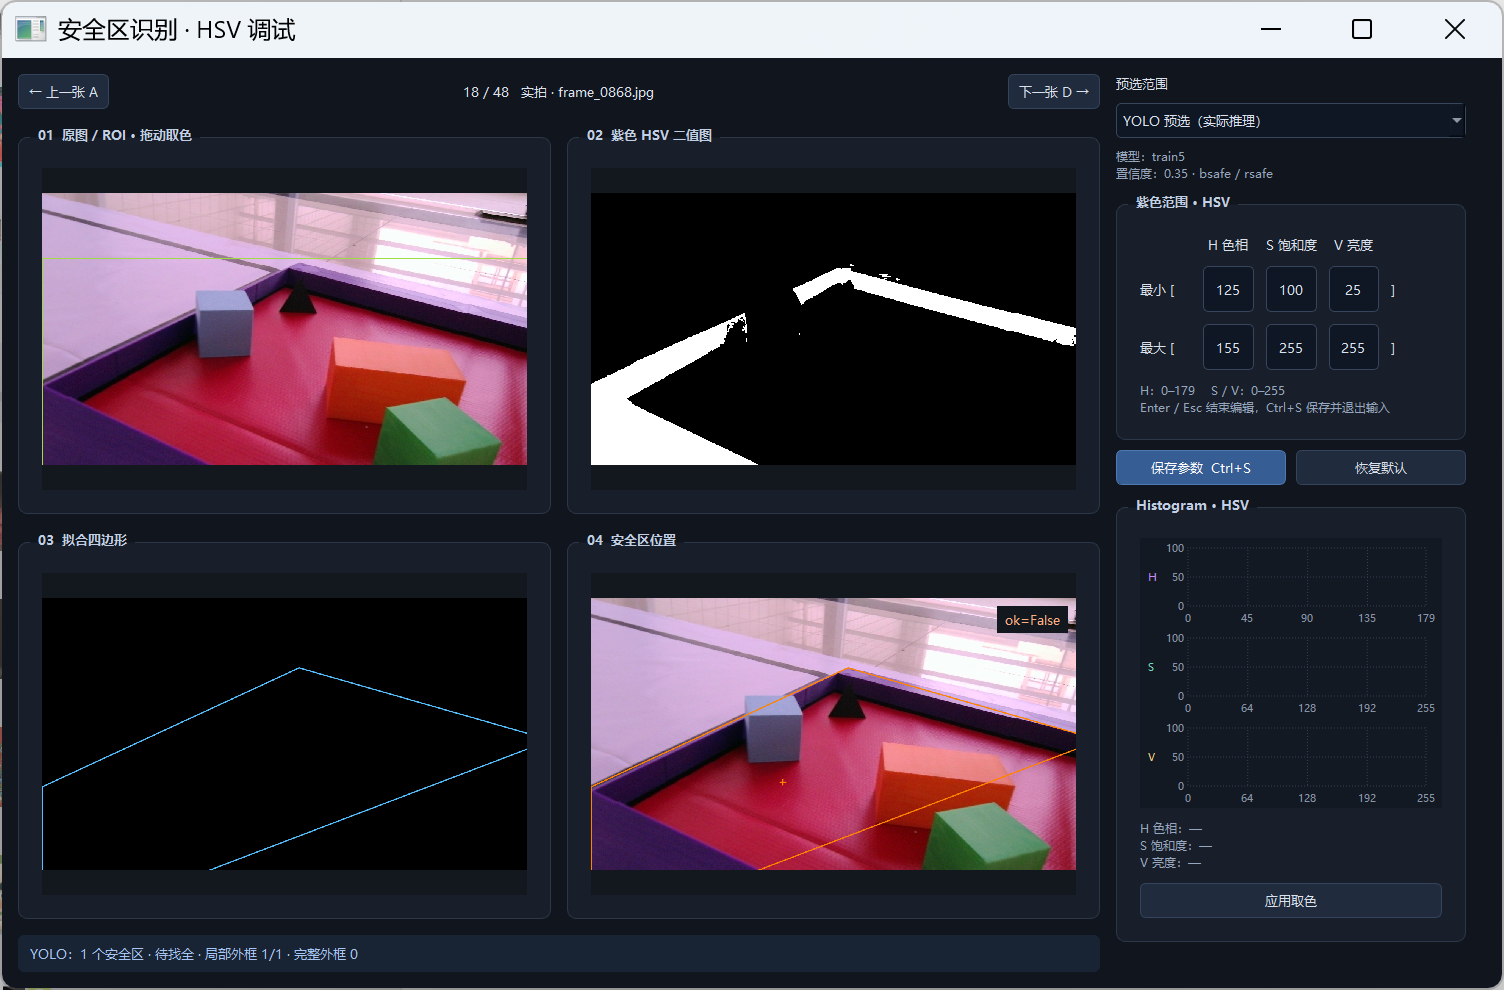 安全区识别 · HSV 调试
← 上一张 A
18 / 48 实拍 · frame_0868.jpg
下一张 D →
01 原图 / ROI • 拖动取色
02 紫色 HSV 二值图
03 拟合四边形
04 安全区位置
ok=False
YOLO：1 个安全区 · 待找全 · 局部外框 1/1 · 完整外框 0
预选范围
YOLO 预选（实际推理）
模型：train5
置信度：0.35 · bsafe / rsafe
紫色范围 • HSV
H 色相 S 饱和度 V 亮度
最小 [ 125 100 25 ]
最大 [ 155 255 255 ]
H：0–179 S / V：0–255
Enter / Esc 结束编辑，Ctrl+S 保存并退出输入
保存参数 Ctrl+S
恢复默认
Histogram • HSV
100
H 50
0
0 45 90 135 179
100
S 50
0
0 64 128 192 255
100
V 50
0
0 64 128 192 255
H 色相：—
S 饱和度：—
V 亮度：—
应用取色